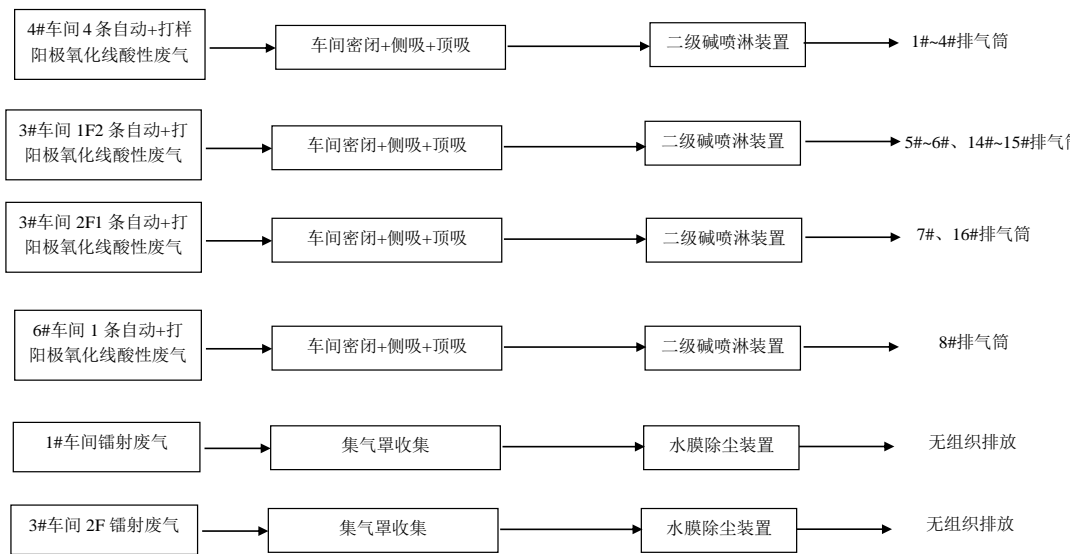 4#车间 4 条自动+打样
阳极氧化线酸性废气
车间密闭+侧吸+顶吸
二级碱喷淋装置
1#~4#排气筒
3#车间 1F2 条自动+打
阳极氧化线酸性废气
车间密闭+侧吸+顶吸
二级碱喷淋装置
5#~6#、14#~15#排气筒
3#车间 2F1 条自动+打
阳极氧化线酸性废气
车间密闭+侧吸+顶吸
二级碱喷淋装置
7#、16#排气筒
6#车间 1 条自动+打
阳极氧化线酸性废气
车间密闭+侧吸+顶吸
二级碱喷淋装置
8#排气筒
1#车间镭射废气
集气罩收集
水膜除尘装置
无组织排放
3#车间 2F 镭射废气
集气罩收集
水膜除尘装置
无组织排放